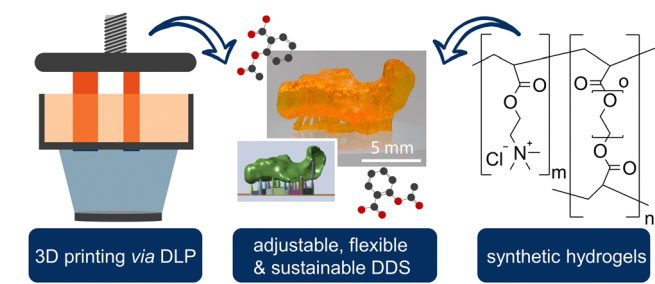 5 mm
O
O
O
O
O
o
Cl⁻
N⁺
O
O
m
n
3D printing via DLP
adjustable, flexible
& sustainable DDS
synthetic hydrogels